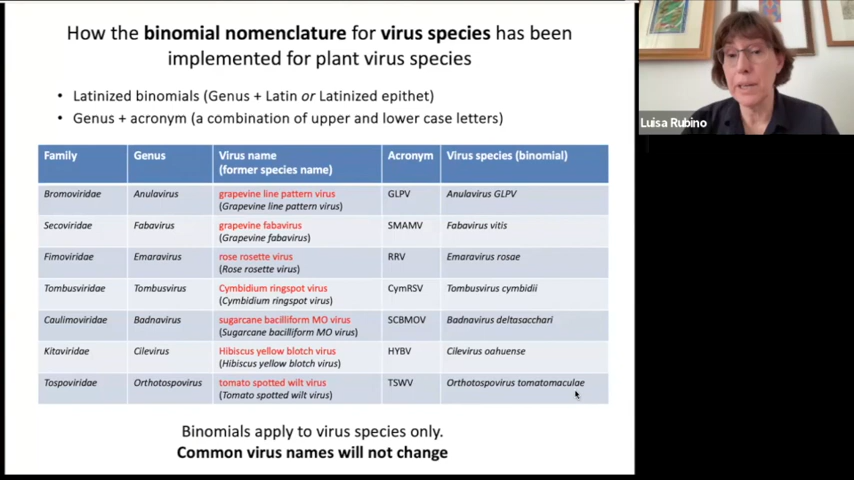 How the binomial nomenclature for virus species has been
implemented for plant virus species
• Latinized binomials (Genus + Latin or Latinized epithet)
• Genus + acronym (a combination of upper and lower case letters)
Family Genus Virus name Acronym Virus species (binomial)
(former species name)
Bromoviridae Anulavirus grapevine line pattern virus GLPV Anulavirus GLPV
(Grapevine line pattern virus)
Secoviridae Fabavirus grapevine fabavirus SMAMV Fabavirus vitis
(Grapevine fabavirus)
Fimoviridae Emaravirus rose rosette virus RRV Emaravirus rosae
(Rose rosette virus)
Tombusviridae Tombusvirus Cymbidium ringspot virus CymRSV Tombusvirus cymbidii
(Cymbidium ringspot virus)
Caulimoviridae Badnavirus sugarcane bacilliform MO virus SCBMOV Badnavirus deltasacchari
(Sugarcane bacilliform MO virus)
Kitaviridae Cilevirus Hibiscus yellow blotch virus HYBV Cilevirus oahuense
(Hibiscus yellow blotch virus)
Tospoviridae Orthotospovirus tomato spotted wilt virus TSWV Orthotospovirus tomatomaculae
(Tomato spotted wilt virus)
Binomials apply to virus species only.
Common virus names will not change
Luisa Rubino